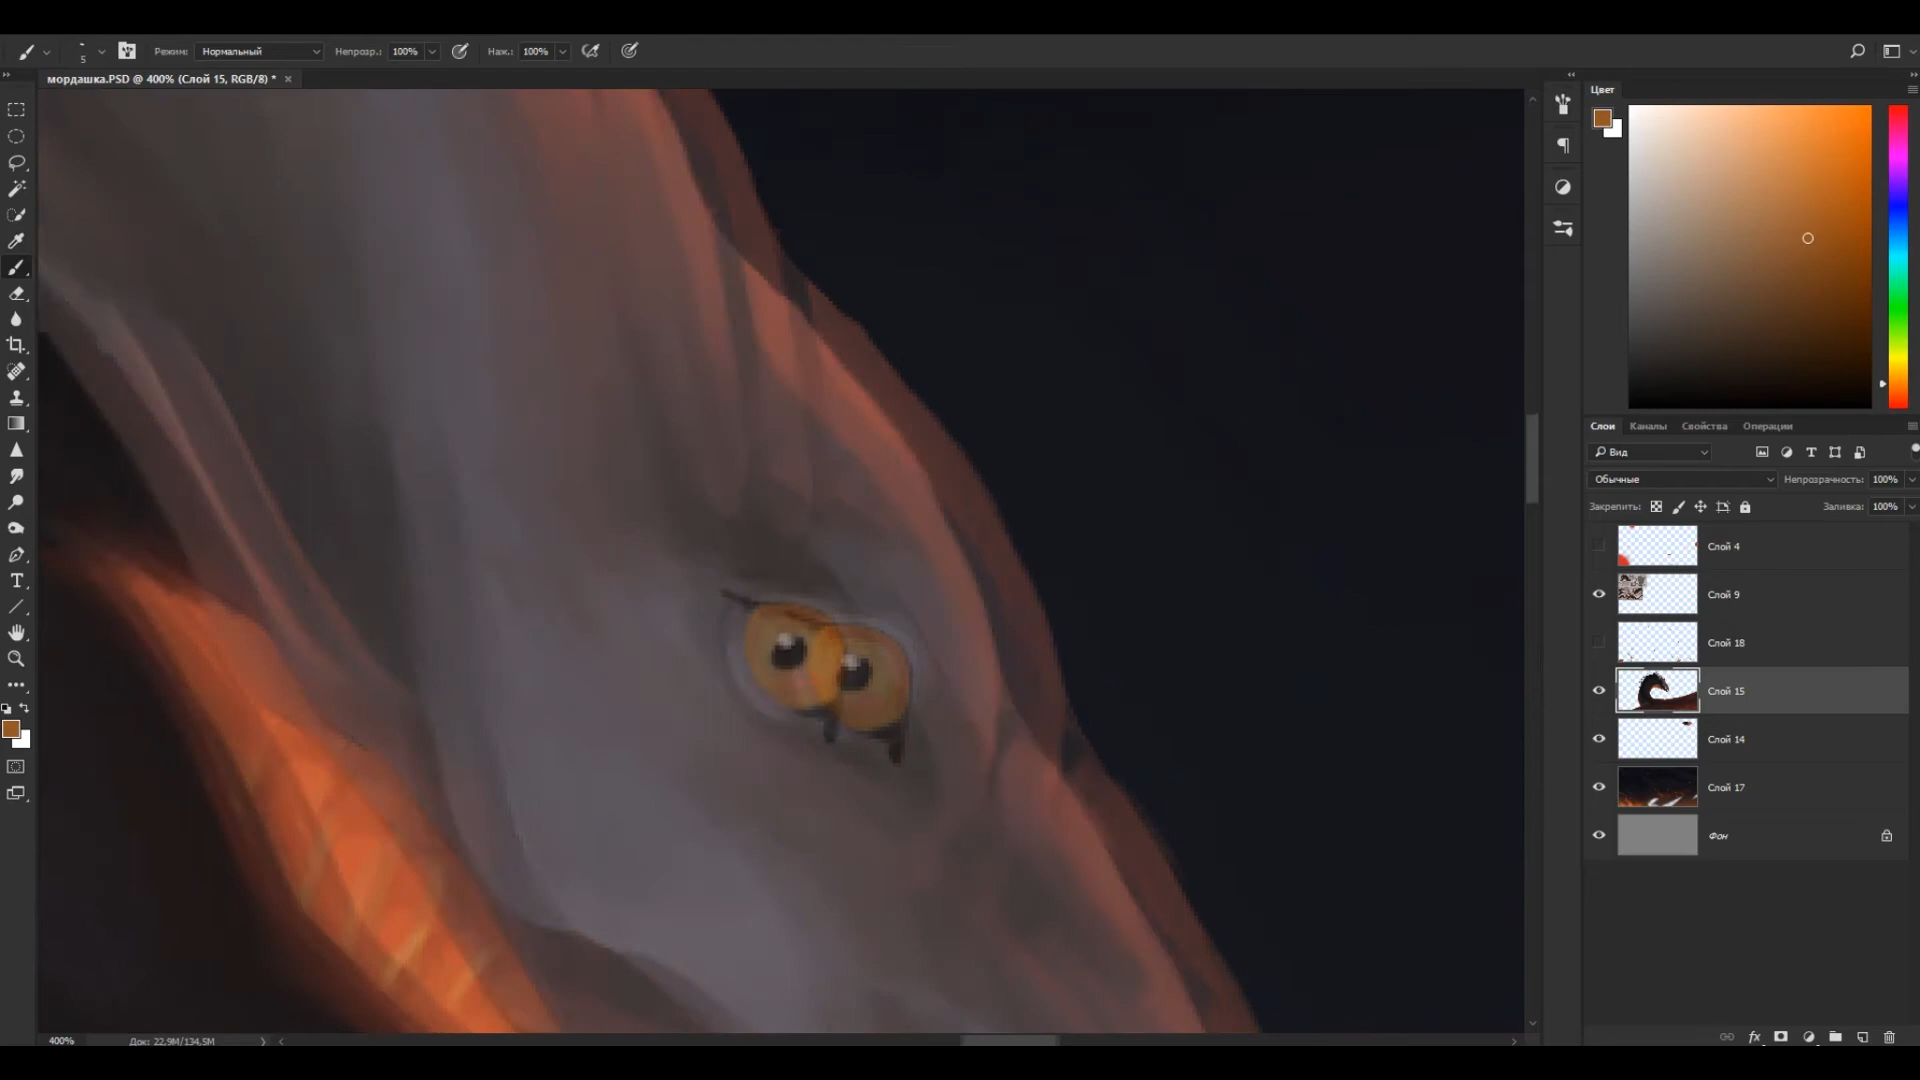 Режим: Нормальный Непрозр.: 100% Наж.: 100%
5
мордашка.PSD @ 400% (Слой 15, RGB/8) * ×
Цвет
Слои Каналы Свойства Операции
Вид
Обычные Непрозрачность: 100%
Закрепить: Заливка: 100%
Слой 4
Слой 9
Слой 18
Слой 15
Слой 14
Слой 17
Фон
400% Док: 22,9M/134,5M